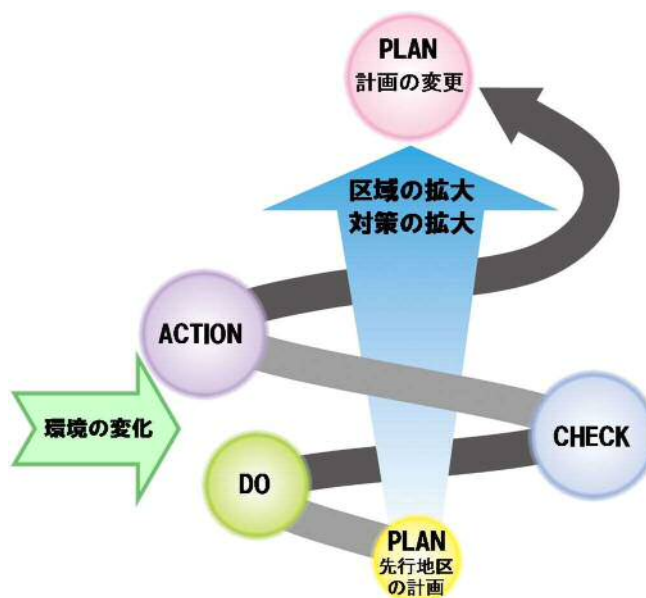 PLAN
計画の変更
区域の拡大
対策の拡大
ACTION
環境の変化
CHECK
DO
PLAN
先行地区
の計画